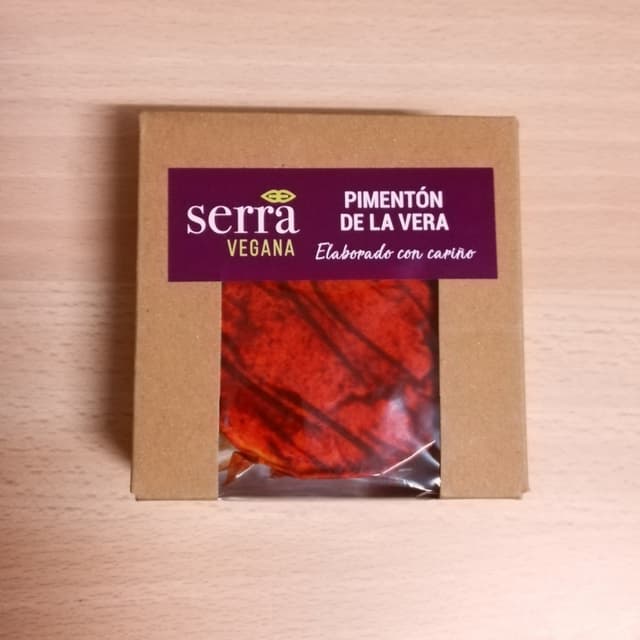 serra
VEGANA
PIMENTÓN
DE LA VERA
Elaborado con cariño